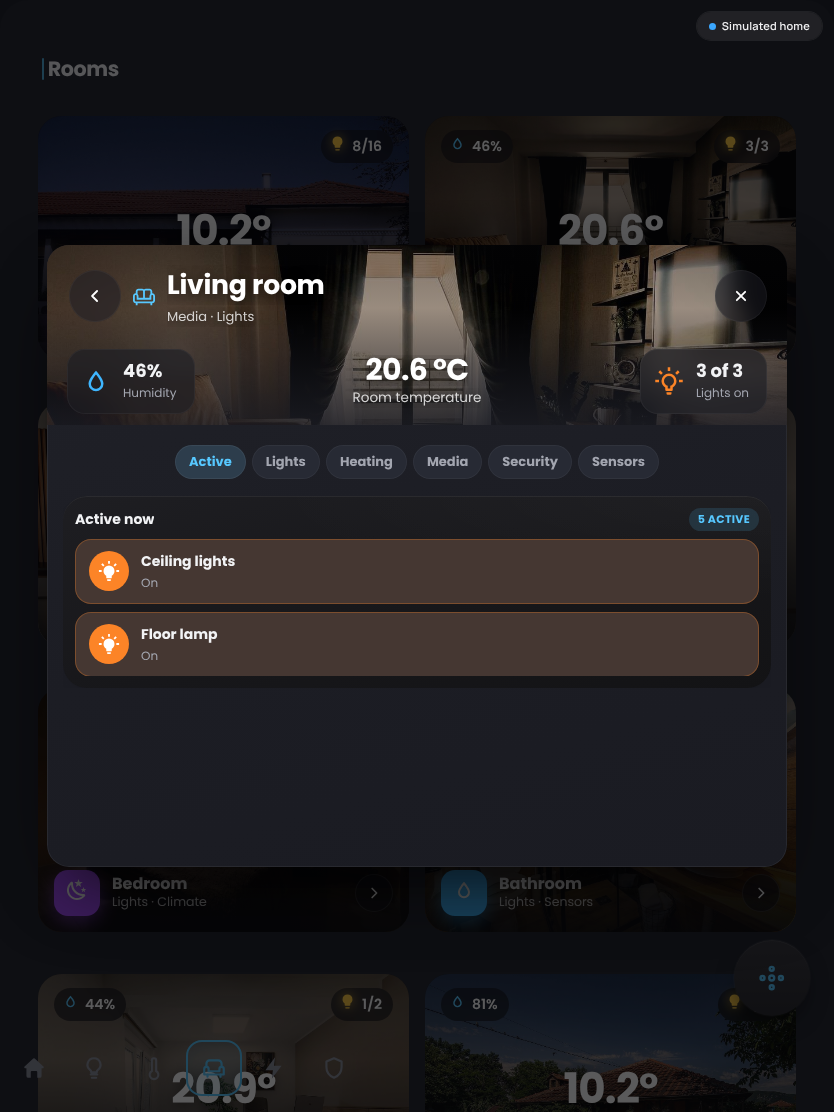 Simulated home
Rooms
8/16
46%
3/3
10.2°
20.6°
Living room
Media · Lights
46%
Humidity
20.6 °C
Room temperature
3 of 3
Lights on
Active
Lights
Heating
Media
Security
Sensors
Active now
5 ACTIVE
Ceiling lights
On
Floor lamp
On
Bedroom
Lights · Climate
Bathroom
Lights · Sensors
44%
1/2
81%
20.9°
10.2°